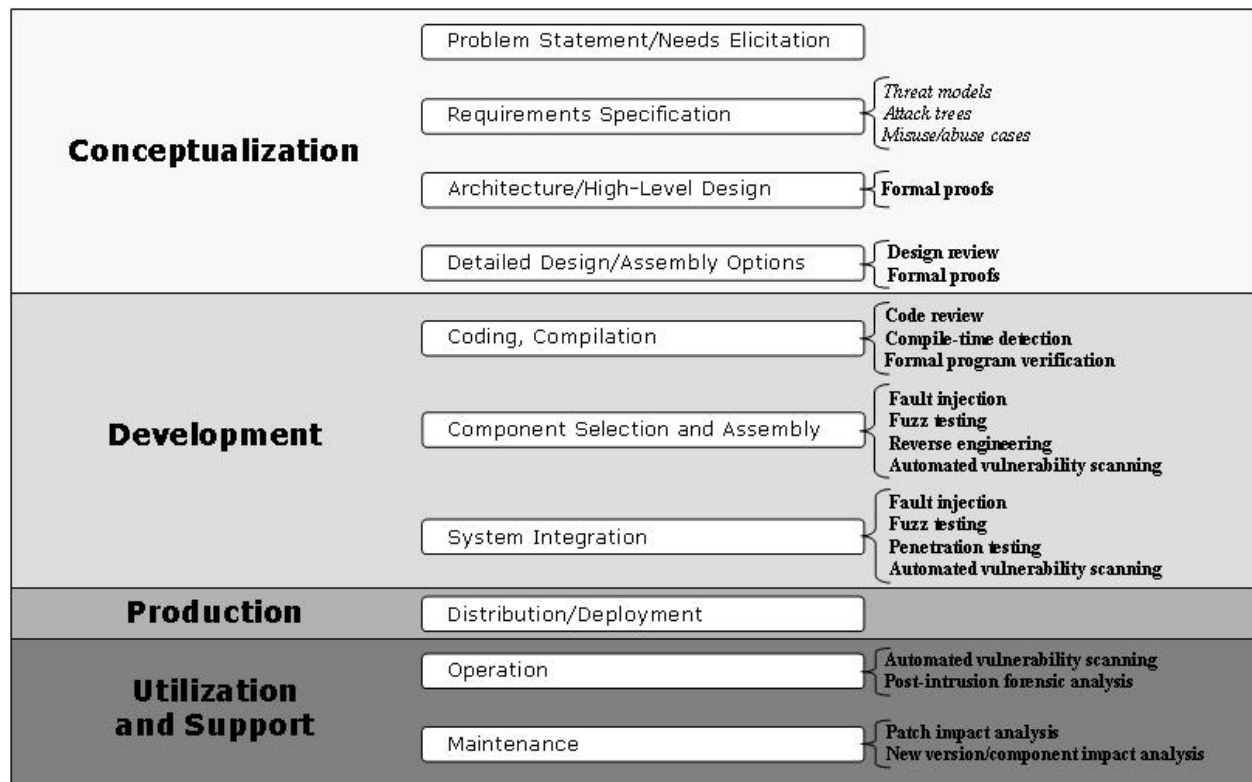 Conceptualization
Problem Statement/Needs Elicitation
Requirements Specification
Threat models
Attack trees
Misuse/abuse cases
Architecture/High-Level Design
Formal proofs
Detailed Design/Assembly Options
Design review
Formal proofs
Development
Coding, Compilation
Code review
Compile-time detection
Formal program verification
Component Selection and Assembly
Fault injection
Fuzz testing
Reverse engineering
Automated vulnerability scanning
System Integration
Fault injection
Fuzz testing
Penetration testing
Automated vulnerability scanning
Production
Distribution/Deployment
Utilization
and Support
Operation
Automated vulnerability scanning
Post-intrusion forensic analysis
Maintenance
Patch impact analysis
New version/component impact analysis